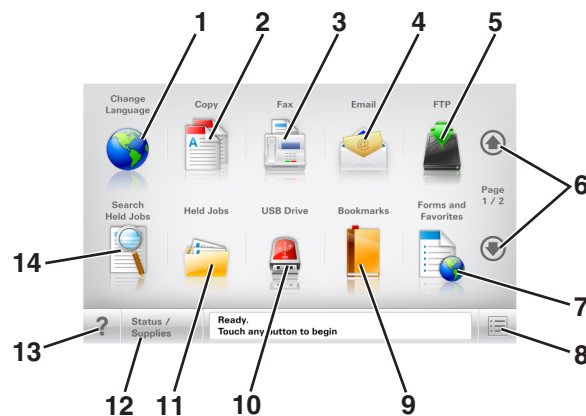 1 2 3 4 5
Change
Language
Copy
Fax
Email
FTP
A
@
6
Page
1 / 2
Search
Held Jobs
Held Jobs
USB Drive
Bookmarks
Forms and
Favorites
14
7
?
Status /
Supplies
Ready.
Touch any button to begin
13
12
11
10
9
8